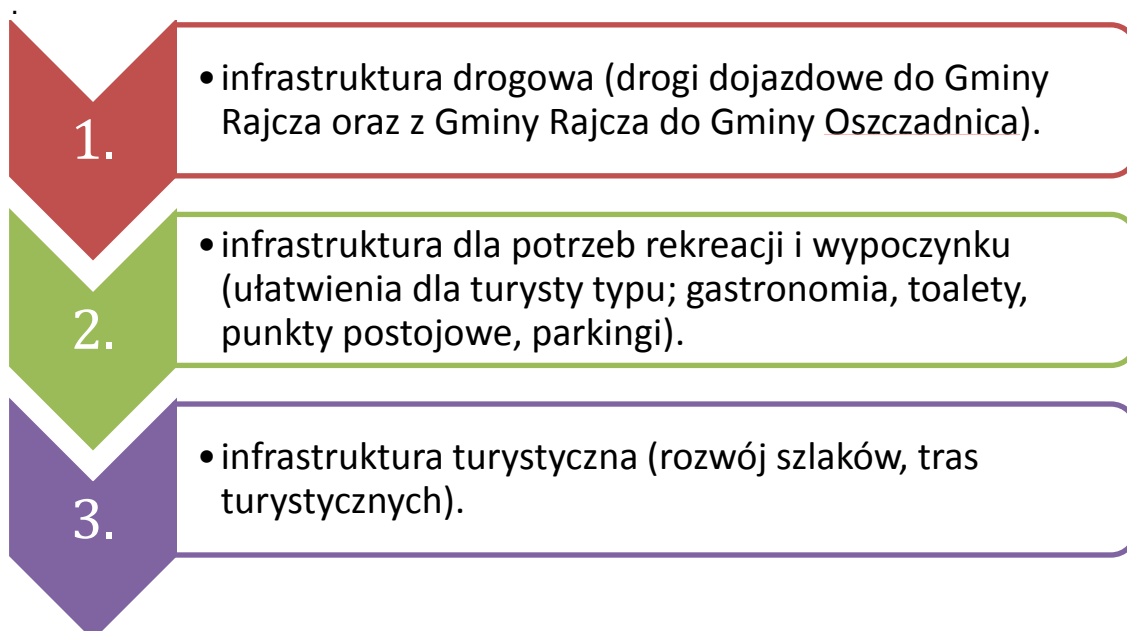 .
1.
• infrastruktura drogowa (drogi dojazdowe do Gminy
Rajcza oraz z Gminy Rajcza do Gminy Oszczadnica).
2.
• infrastruktura dla potrzeb rekreacji i wypoczynku
(ułatwienia dla turysty typu; gastronomia, toalety,
punkty postojowe, parkingi).
3.
• infrastruktura turystyczna (rozwój szlaków, tras
turystycznych).